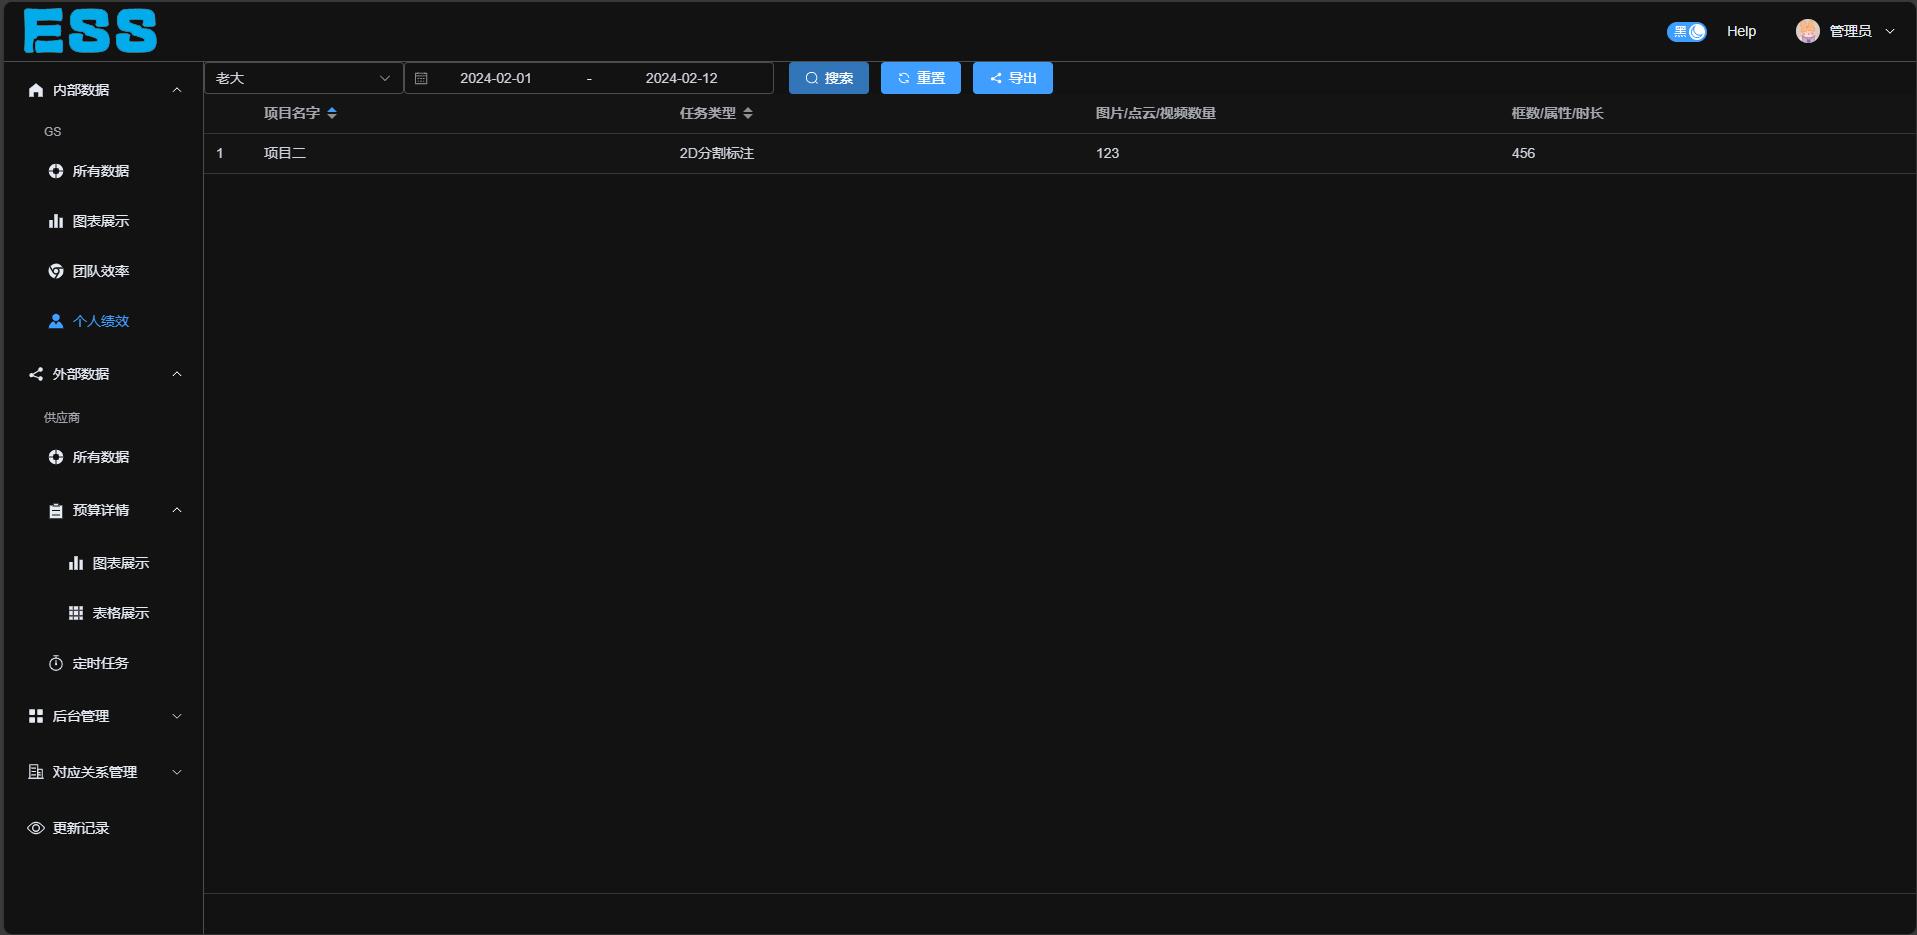 ESS
黑
Help
管理员
内部数据
GS
所有数据
图表展示
团队效率
个人绩效
外部数据
供应商
所有数据
预算详情
图表展示
表格展示
定时任务
后台管理
对应关系管理
更新记录
老大 2024-02-01 - 2024-02-12 搜索 重置 导出
项目名字 任务类型 图片/点云/视频数量 框数/属性/时长
1 项目二 2D分割标注 123 456